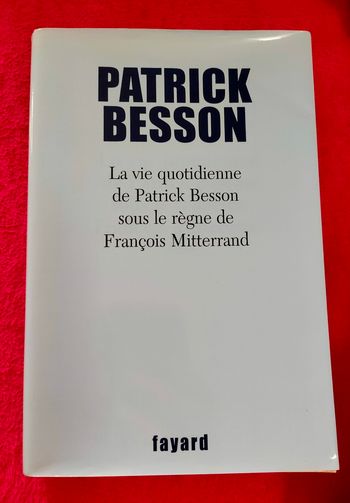 PATRICK
BESSON
La vie quotidienne
de Patrick Besson
sous le règne de
François Mitterrand
fayard